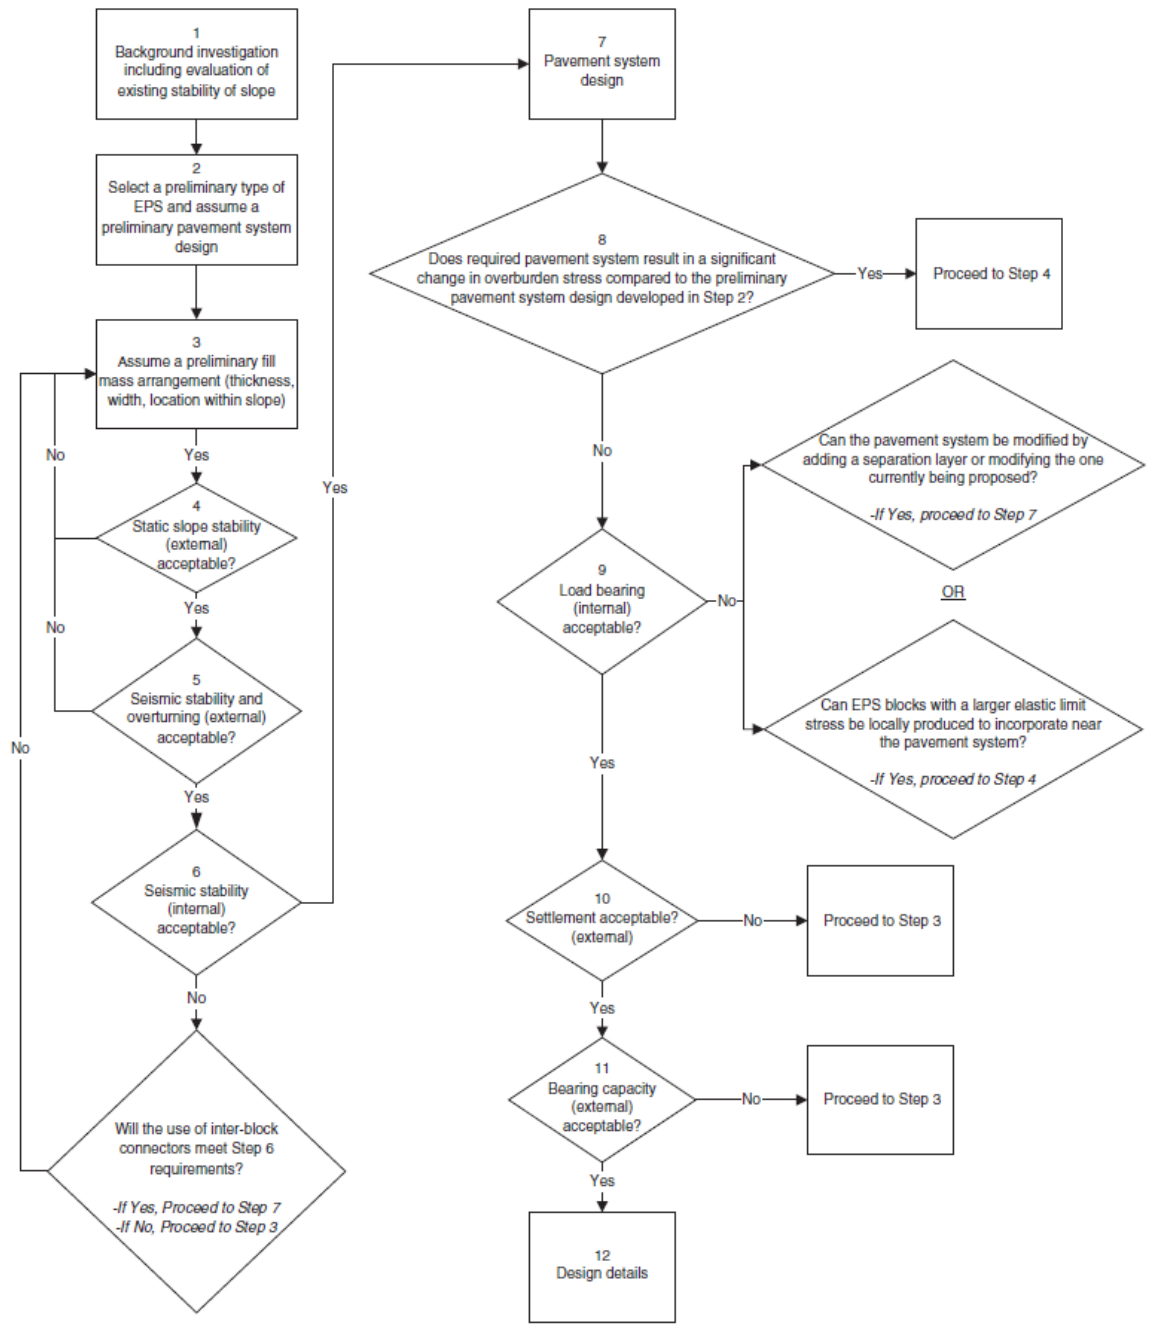 1
Background investigation
including evaluation of
existing stability of slope
2
Select a preliminary type of
EPS and assume a
preliminary pavement system
design
3
Assume a preliminary fill
mass arrangement (thickness,
width, location within slope)
No
Yes
4
Static slope stability
(external)
acceptable?
No
Yes
5
Seismic stability and
overturning (external)
acceptable?
No
Yes
6
Seismic stability
(internal)
acceptable?
Yes
No
Will the use of inter-block
connectors meet Step 6
requirements?
-If Yes, Proceed to Step 7
-If No, Proceed to Step 3
7
Pavement system
design
8
Does required pavement system result in a significant
change in overburden stress compared to the preliminary
pavement system design developed in Step 2?
Yes
Proceed to Step 4
No
9
Load bearing
(internal)
acceptable?
No
Can the pavement system be modified by
adding a separation layer or modifying the one
currently being proposed?
-If Yes, proceed to Step 7
OR
Can EPS blocks with a larger elastic limit
stress be locally produced to incorporate near
the pavement system?
-If Yes, proceed to Step 4
Yes
10
Settlement acceptable?
(external)
No
Proceed to Step 3
Yes
11
Bearing capacity
(external)
acceptable?
No
Proceed to Step 3
Yes
12
Design details